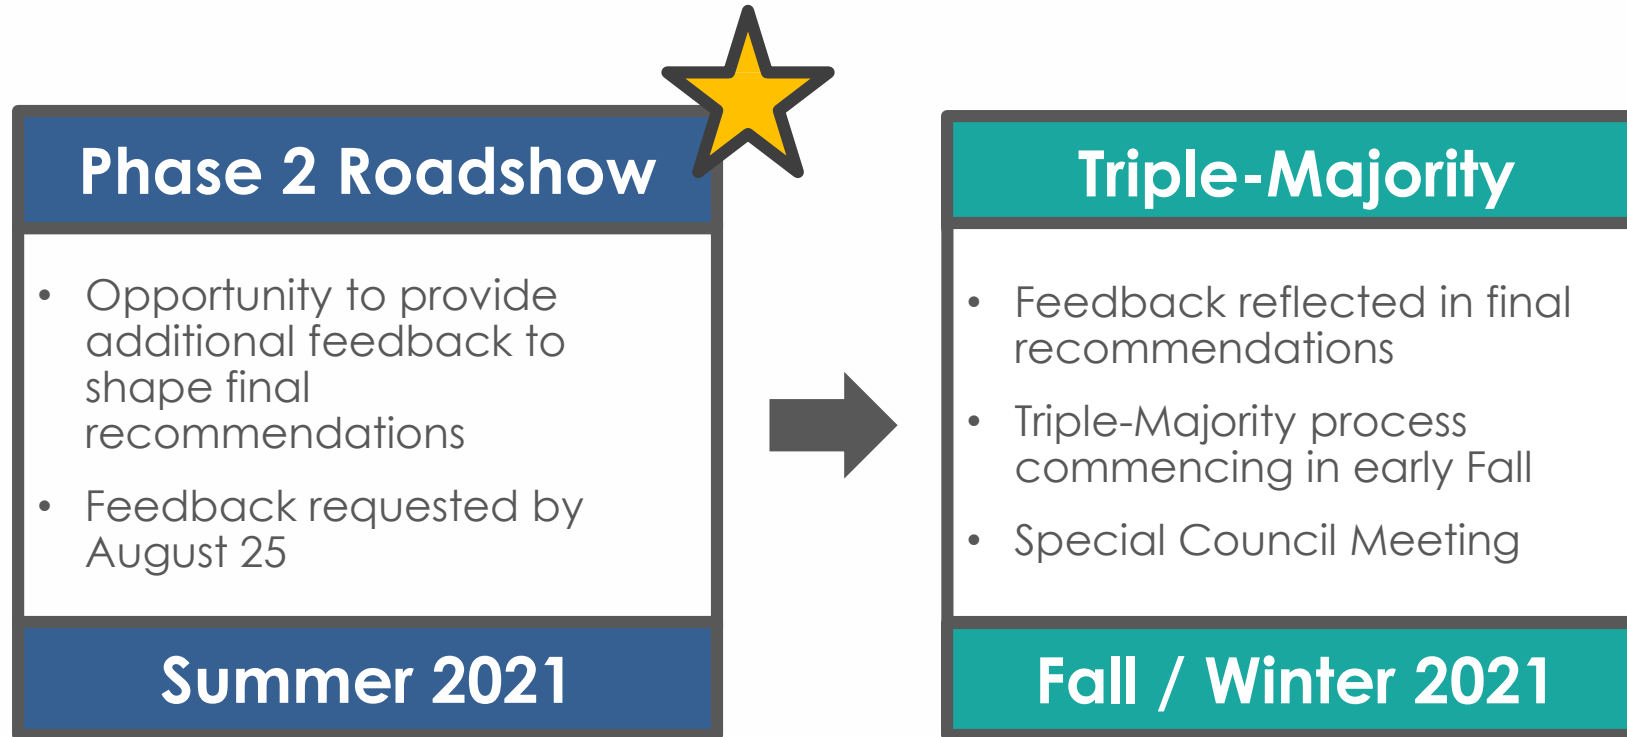 Phase 2 Roadshow
• Opportunity to provide
additional feedback to
shape final
recommendations
• Feedback requested by
August 25
Summer 2021
Triple-Majority
• Feedback reflected in final
recommendations
• Triple-Majority process
commencing in early Fall
• Special Council Meeting
Fall / Winter 2021